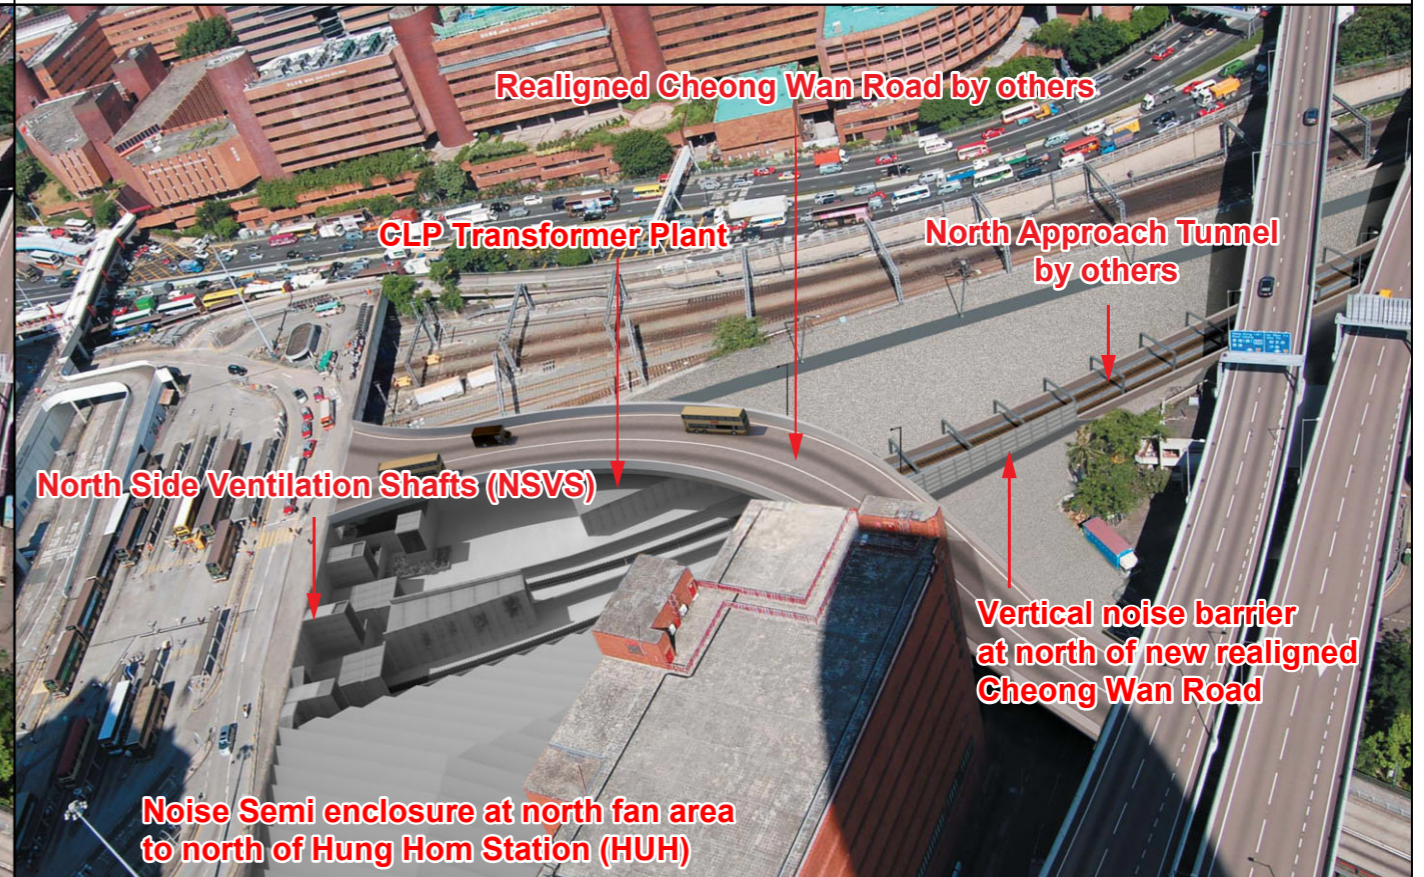 Realigned Cheong Wan Road by others
CLP Transformer Plant
North Approach Tunnel
by others
North Side Ventilation Shafts (NSVS)
Vertical noise barrier
at north of new realigned
Cheong Wan Road
Noise Semi enclosure at north fan area
to north of Hung Hom Station (HUH)